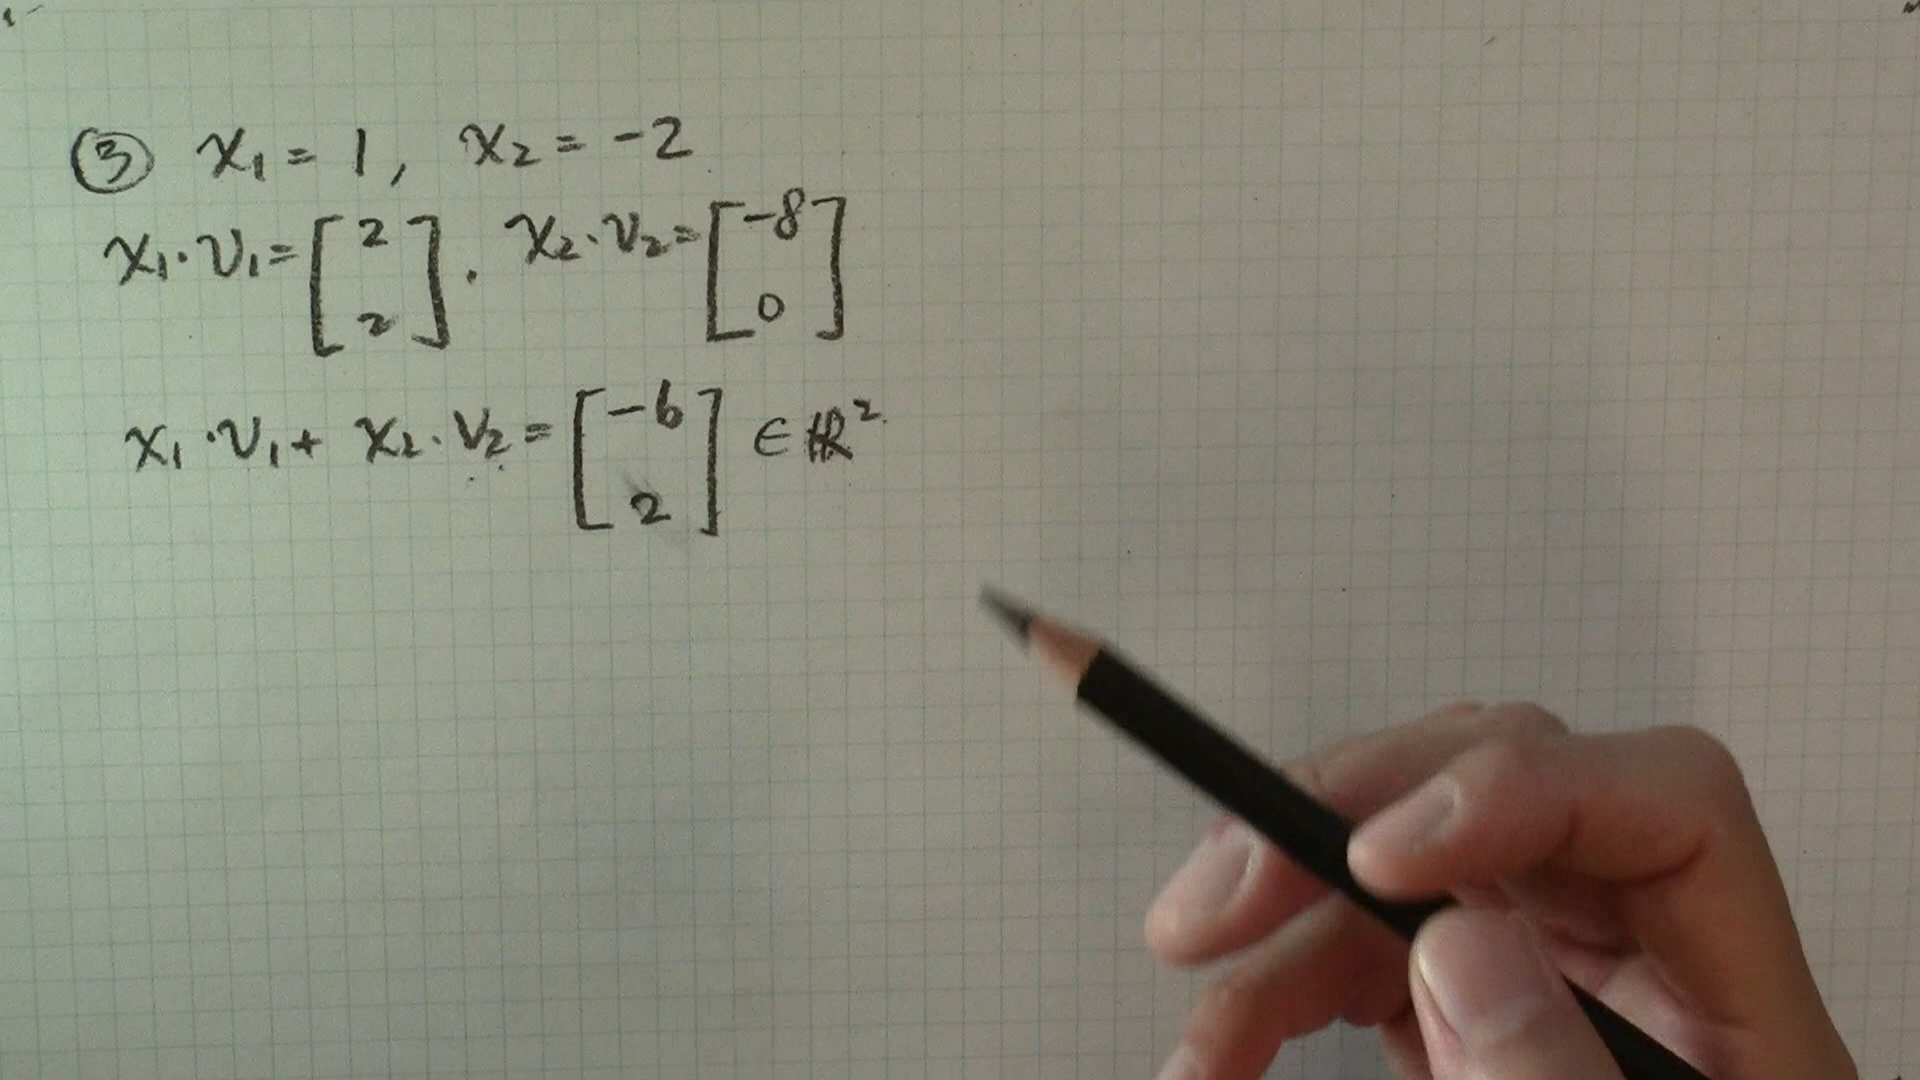 ③ x₁ = 1, x₂ = -2
x₁·v₁ = [2 2]. x₂·v₂ = [-8 0]
x₁·v₁ + x₂·v₂ = [-6 2] ∈ ℝ²